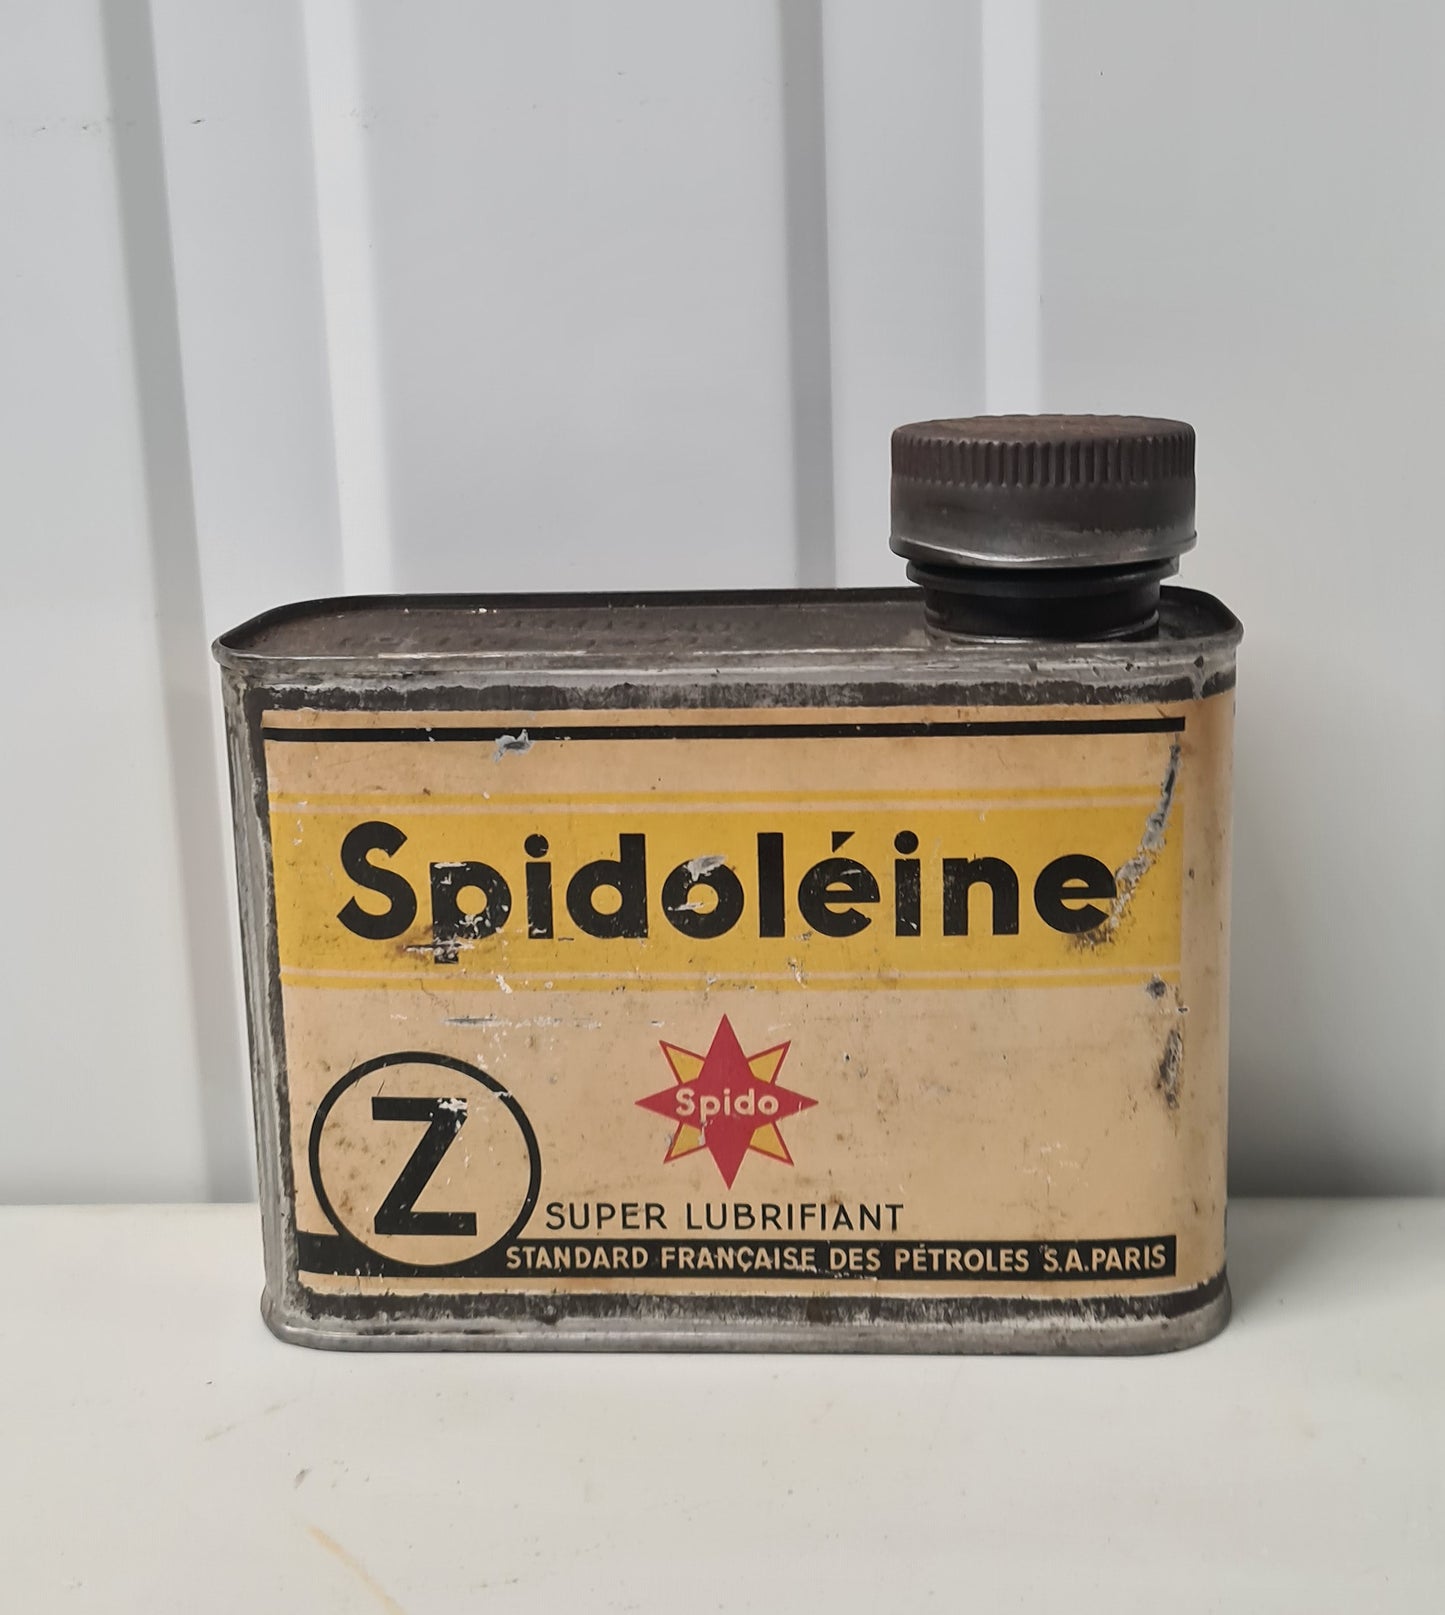 Spidoléine
Spido
Z
SUPER LUBRIFIANT
STANDARD FRANÇAISE DES PÉTROLES S.A.PARIS